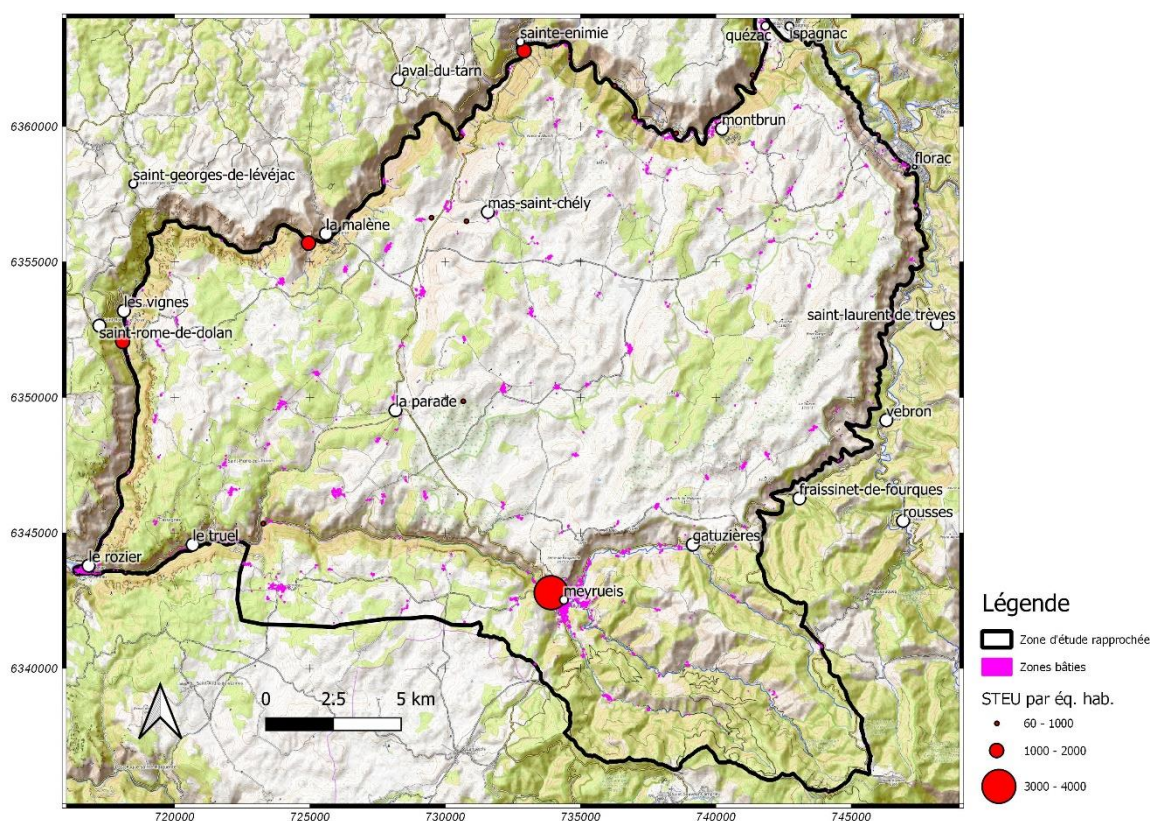 sainte-enimie
quézac
ispagnac
laval-du-tarn
6360000
montbrun
florac
saint-georges-de-lévéjac
mas-saint-chély
la malène
6355000
les vignes
saint-laurent de trèves
saint-rome-de-dolan
6350000
la parade
vebron
fraissinet-de-fourques
rousses
6345000
le truel
gatuzières
le rozier
meyrueis
Légende
Zone d'étude rapprochée
6340000
Zones bâties
0 2.5 5 km
STEU par éq. hab.
60 - 1000
1000 - 2000
3000 - 4000
720000 725000 730000 735000 740000 745000